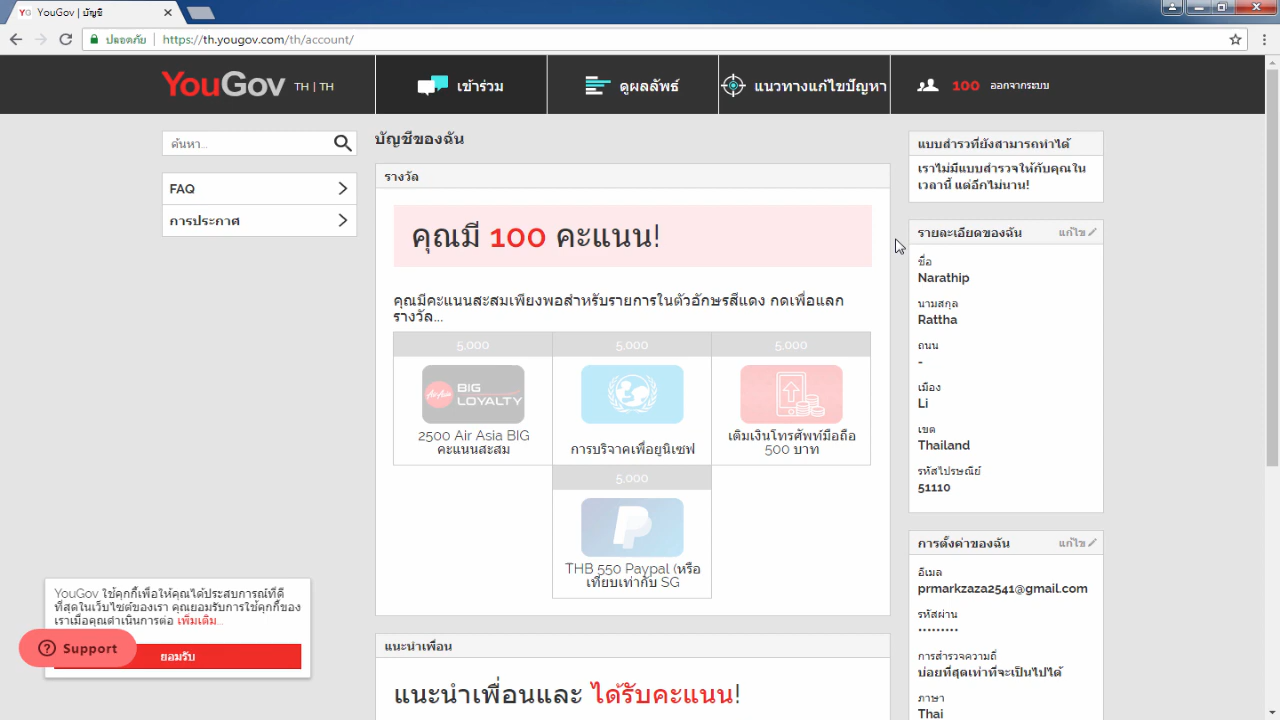 YG YouGov | บัญชี
ปลอดภัย
https://th.yougov.com/th/account/
YouGov TH | TH
เข้าร่วม
ดูผลลัพธ์
แนวทางแก้ไขปัญหา
100
ออกจากระบบ
ค้นหา...
FAQ
การประกาศ
บัญชีของฉัน
รางวัล
คุณมี 100 คะแนน!
คุณมีคะแนนสะสมเพียงพอสำหรับรายการในตัวอักษรสีแดง กดเพื่อแลก
รางวัล...
5,000
5,000
5,000
AirAsia BIG
LOYALTY
2500 Air Asia BIG
คะแนนสะสม
การบริจาคเพื่อยูนิเซฟ
เติมเงินโทรศัพท์มือถือ
500 บาท
5,000
THB 550 Paypal (หรือ
เทียบเท่ากับ SG
แนะนำเพื่อน
แนะนำเพื่อนและ ได้รับคะแนน!
แบบสำรวที่ยังสามารถทำได้
เราไม่มีแบบสำรวจให้กับคุณใน
เวลานี้ แต่อีกไม่นาน!
รายละเอียดของฉัน
แก้ไข
ชื่อ
Narathip
นามสกุล
Rattha
ถนน
-
เมือง
Li
เขต
Thailand
รหัสไปรษณีย์
51110
การตั้งค่าของฉัน
แก้ไข
อีเมล
prmarkzaza2541@gmail.com
รหัสผ่าน
•••••••••
การสำรวจความถี่
บ่อยที่สุดเท่าที่จะเป็นไปได้
ภาษา
Thai
YouGov ใช้คุกกี้เพื่อให้คุณได้ประสบการณ์ที่ดี
ที่สุดในเว็บไซต์ของเรา คุณยอมรับการใช้คุกกี้ของ
เราเมื่อคุณดำเนินการต่อ เพิ่มเติม...
Support
ยอมรับ